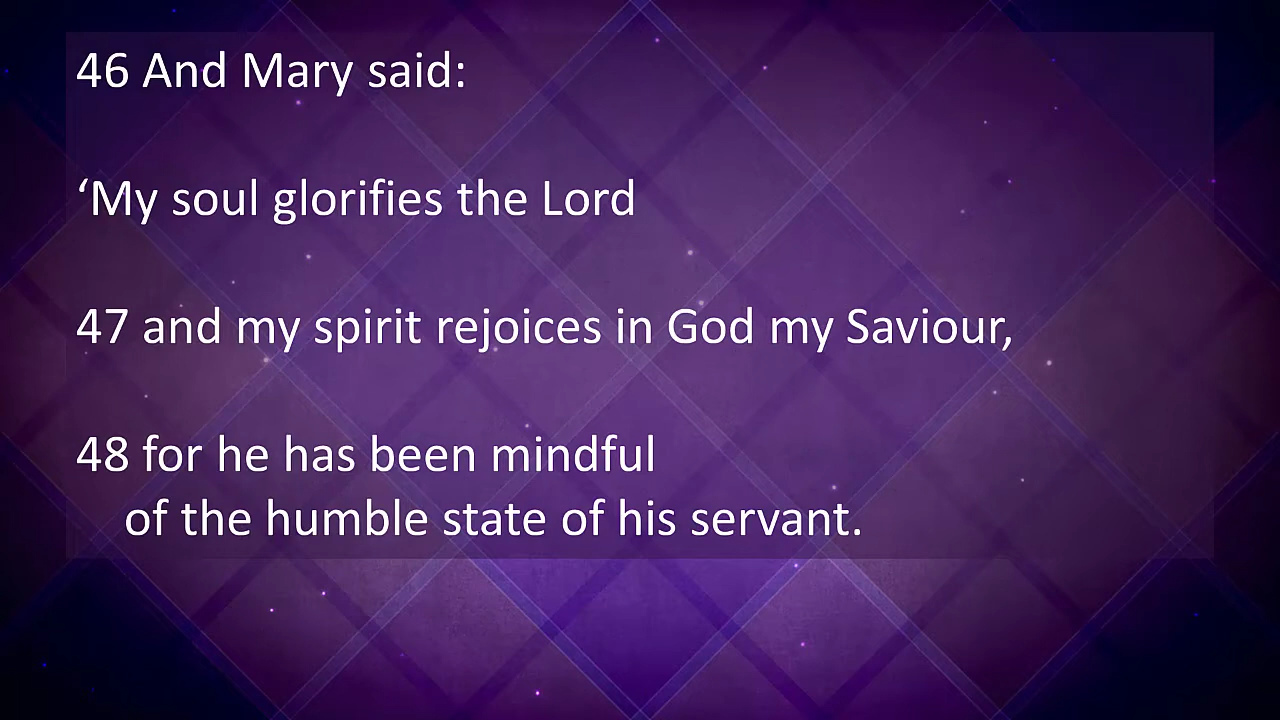 46 And Mary said:
‘My soul glorifies the Lord
47 and my spirit rejoices in God my Saviour,
48 for he has been mindful
of the humble state of his servant.